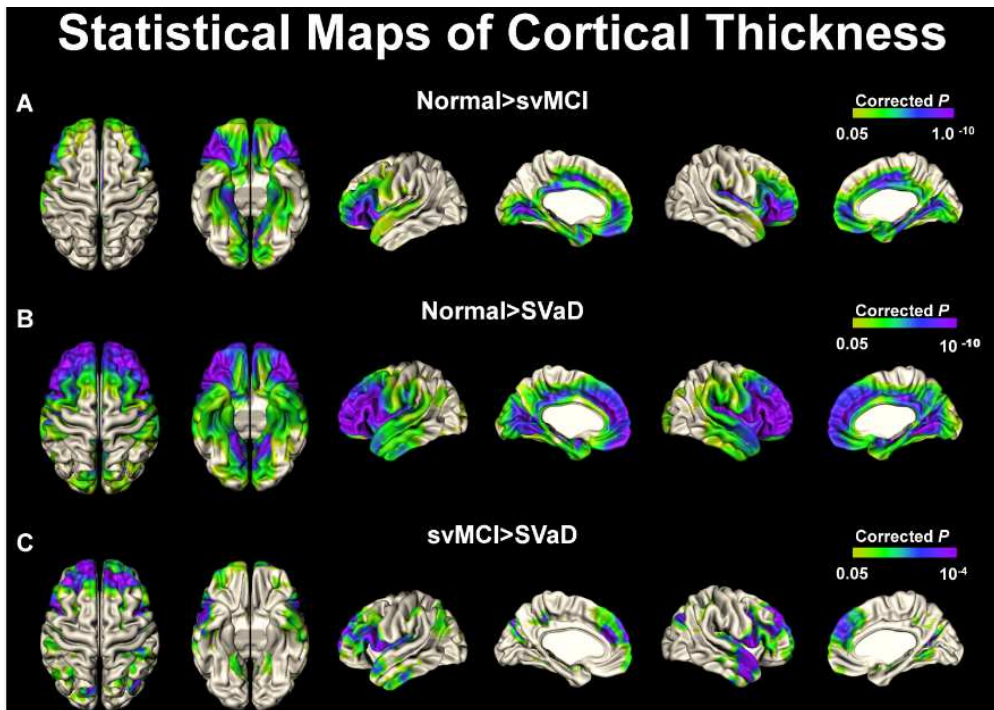 Statistical Maps of Cortical Thickness
A
Normal>svMCI
Corrected P
0.05 1.0 -10
B
Normal>SVaD
Corrected P
0.05 10 -10
C
svMCI>SVaD
Corrected P
0.05 10-4